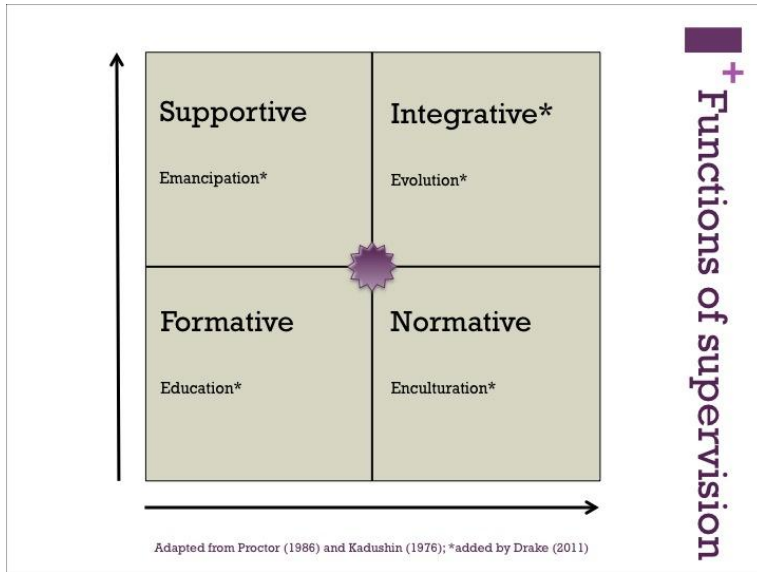 Supportive
Emancipation*
Integrative*
Evolution*
Formative
Education*
Normative
Enculturation*
Adapted from Proctor (1986) and Kadushin (1976); *added by Drake (2011)
+
Functions of supervision